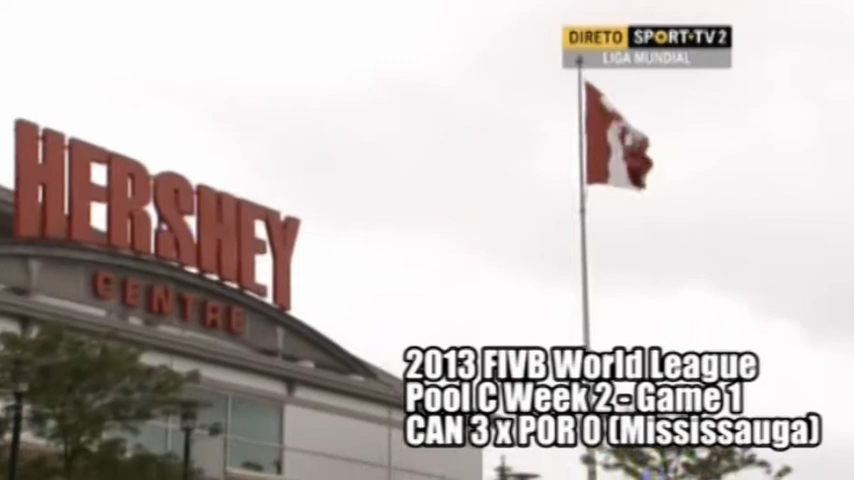 DIRETO SPORT•TV2
LIGA MUNDIAL
HERSHEY
CENTRE
2013 FIVB World League
Pool C Week 2 - Game 1
CAN 3 x POR 0 (Mississauga)